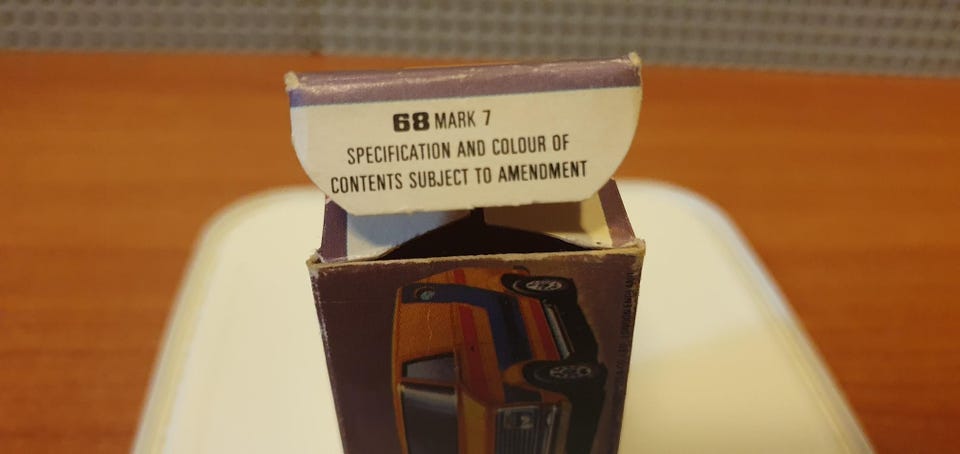 68 MARK 7
SPECIFICATION AND COLOUR OF
CONTENTS SUBJECT TO AMENDMENT